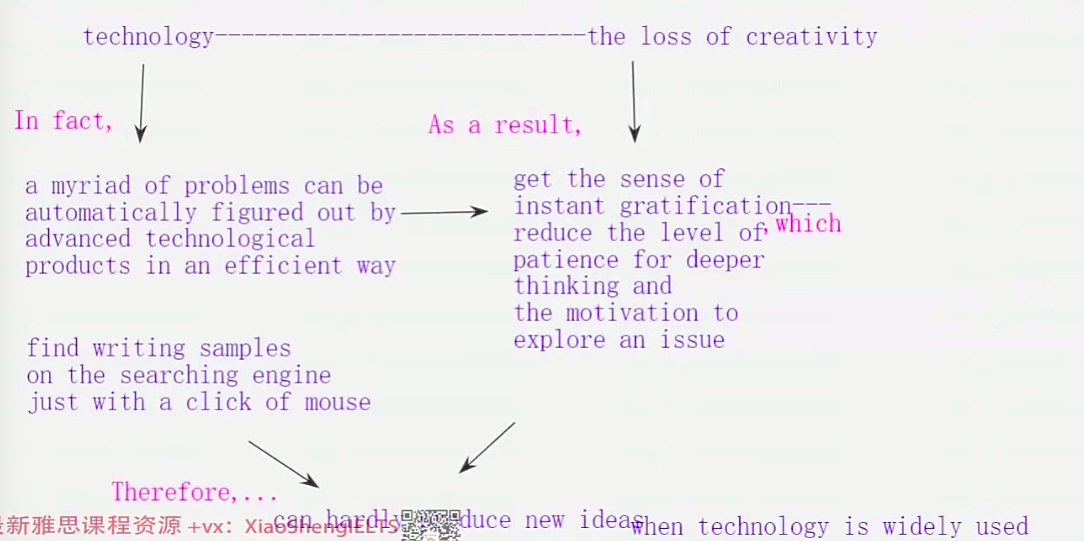 technology----------------------------the loss of creativity
In fact,
As a result,
a myriad of problems can be
automatically figured out by
advanced technological
products in an efficient way
get the sense of
instant gratification---
, which
reduce the level of
patience for deeper
thinking and
the motivation to
explore an issue
find writing samples
on the searching engine
just with a click of mouse
Therefore,...
can hardly duce new ideas
when technology is widely used
新雅思课程资源 +vx: XiaoShengIELTS